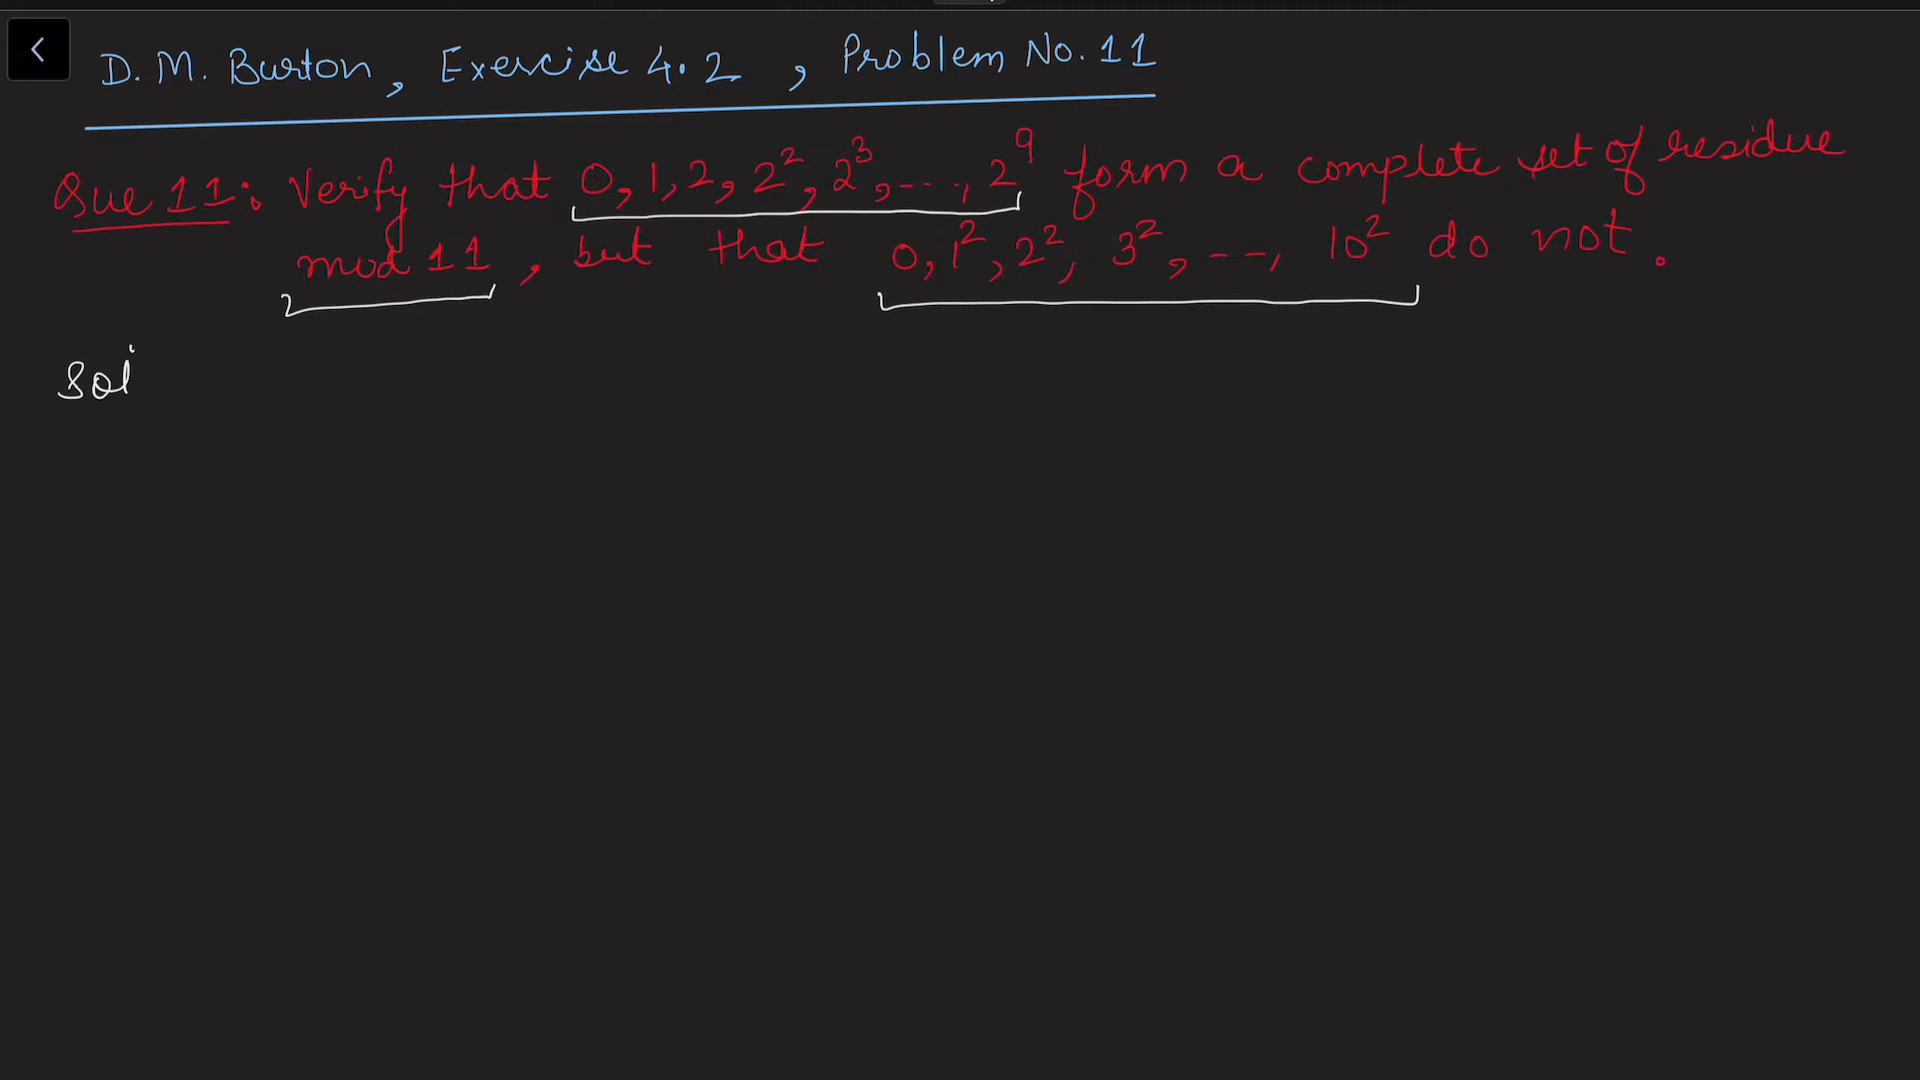 D. M. Burton, Exercise 4.2, Problem No. 11
Que 11: Verify that 0, 1, 2, 2², 2³, ---, 2⁹ form a complete set of residue
mod 11, but that 0, 1², 2², 3², ---, 10² do not.
Sol